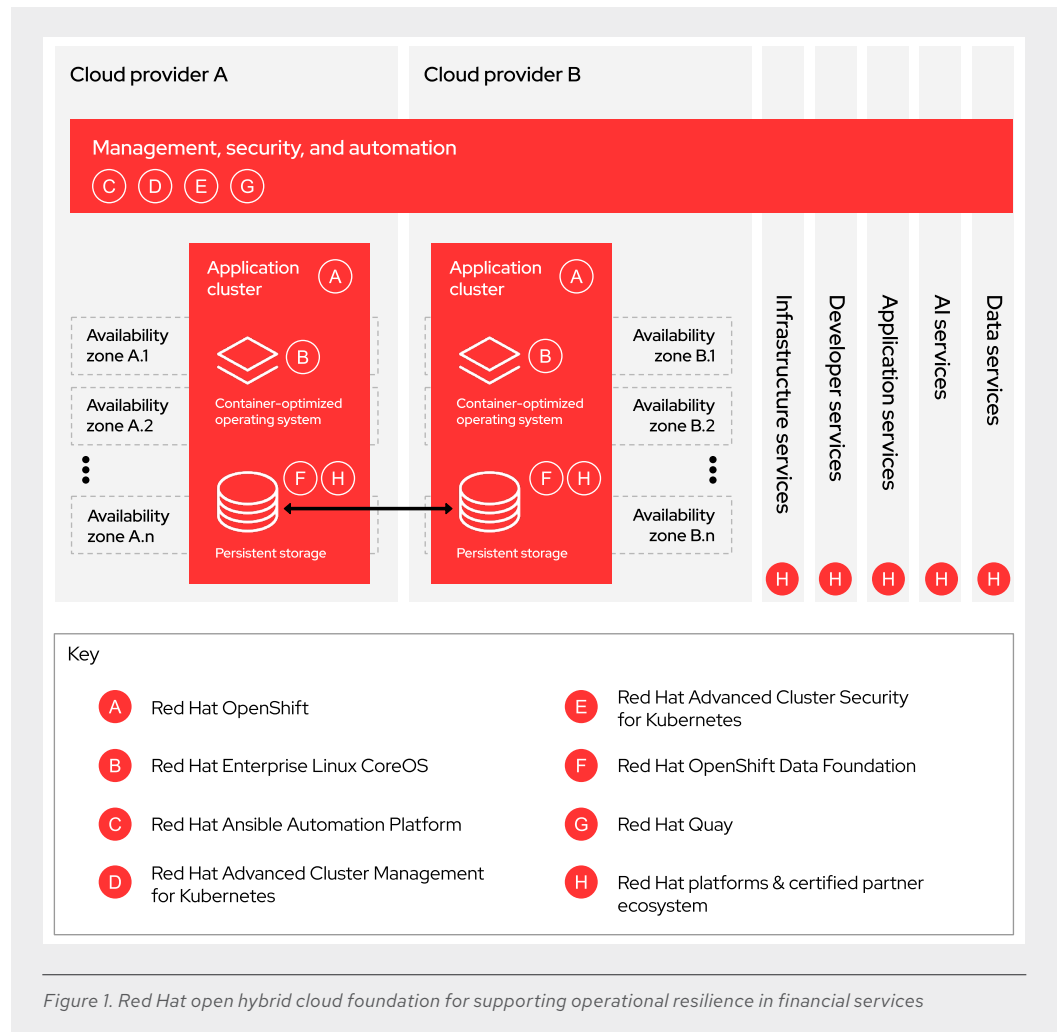 Cloud provider A
Cloud provider B
Management, security, and automation
C D E G
Application
cluster
A
Application
cluster
A
Availability
zone A.1
B
Container-optimized
operating system
B
Container-optimized
operating system
Availability
zone B.1
Availability
zone A.2
Availability
zone B.2
F H
Persistent storage
F H
Persistent storage
Availability
zone A.n
Availability
zone B.n
Infrastructure services
H
Developer services
H
Application services
H
AI services
H
Data services
H
Key
A Red Hat OpenShift
B Red Hat Enterprise Linux CoreOS
C Red Hat Ansible Automation Platform
D Red Hat Advanced Cluster Management
for Kubernetes
E Red Hat Advanced Cluster Security
for Kubernetes
F Red Hat OpenShift Data Foundation
G Red Hat Quay
H Red Hat platforms & certified partner
ecosystem
Figure 1. Red Hat open hybrid cloud foundation for supporting operational resilience in financial services